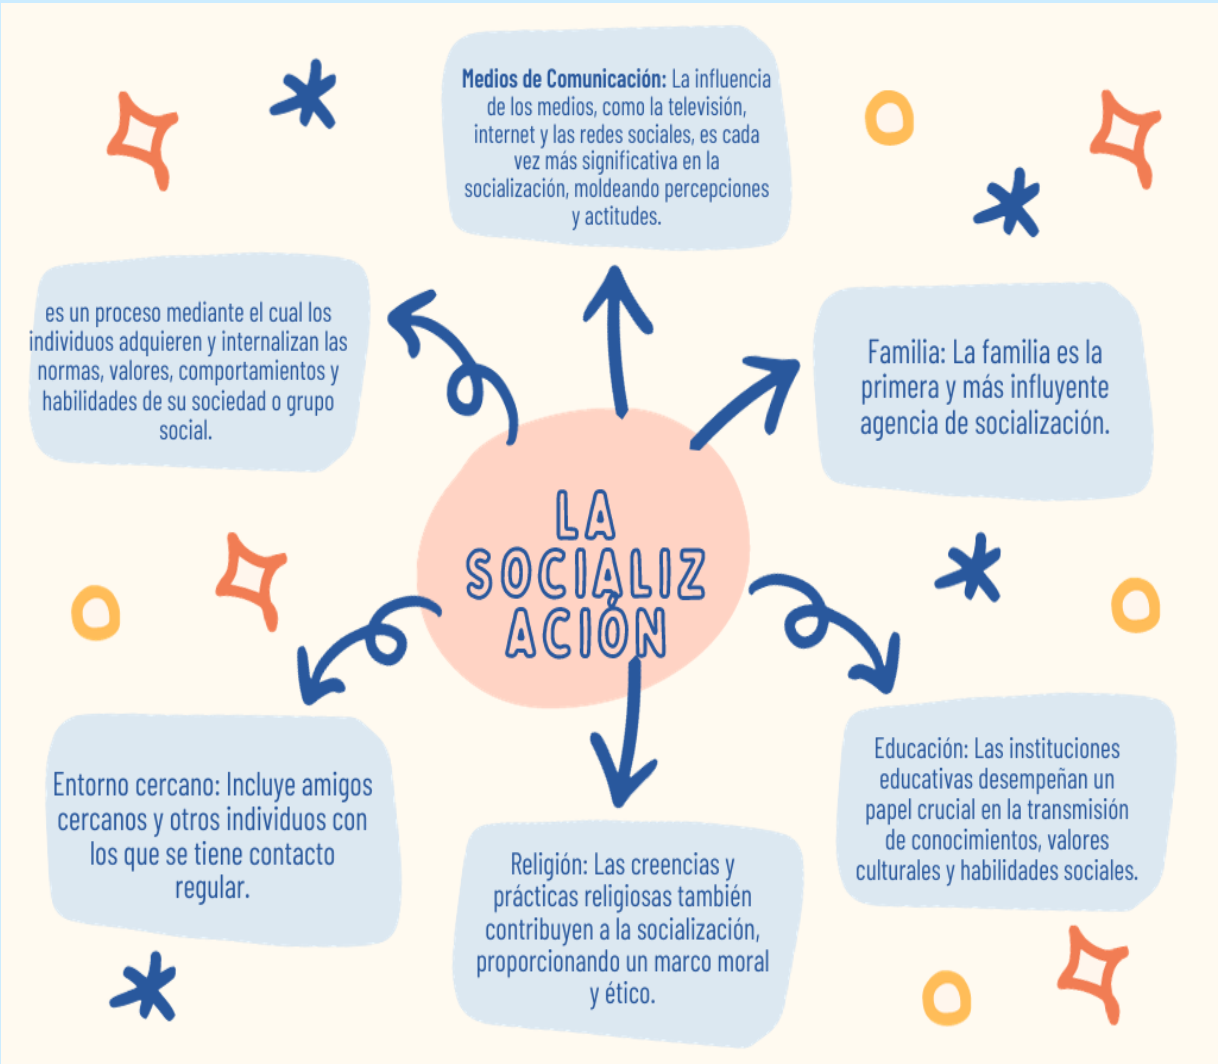 Medios de Comunicación: La influencia
de los medios, como la televisión,
internet y las redes sociales, es cada
vez más significativa en la
socialización, moldeando percepciones
y actitudes.
es un proceso mediante el cual los
individuos adquieren y internalizan las
normas, valores, comportamientos y
habilidades de su sociedad o grupo
social.
Familia: La familia es la
primera y más influyente
agencia de socialización.
LA
SOCIALIZ
ACIÓN
Entorno cercano: Incluye amigos
cercanos y otros individuos con
los que se tiene contacto
regular.
Religión: Las creencias y
prácticas religiosas también
contribuyen a la socialización,
proporcionando un marco moral
y ético.
Educación: Las instituciones
educativas desempeñan un
papel crucial en la transmisión
de conocimientos, valores
culturales y habilidades sociales.